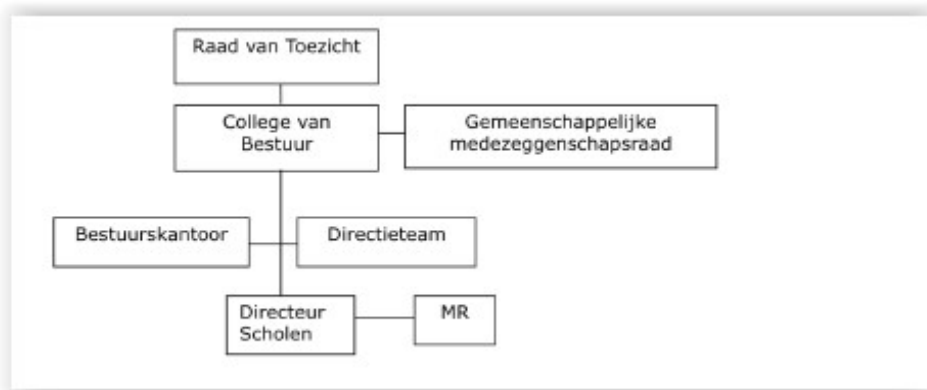 Raad van Toezicht
College van
Bestuur
Gemeenschappelijke
medezeggenschapsraad
Bestuurskantoor
Directieteam
Directeur
Scholen
MR